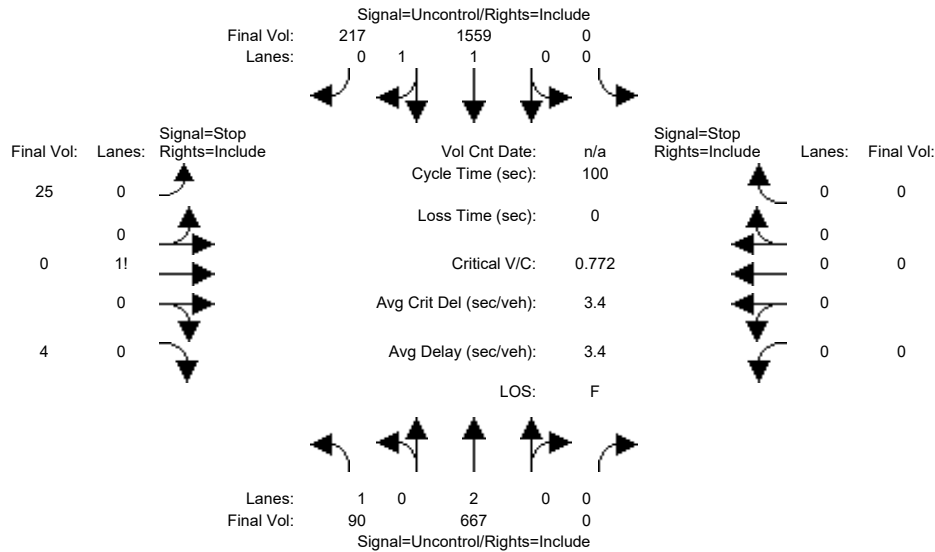 Signal=Uncontrol/Rights=Include
Final Vol: 217 1559 0
Lanes: 0 1 1 0 0
Signal=Stop
Final Vol: Lanes: Rights=Include
Vol Cnt Date: n/a
Signal=Stop
Rights=Include Lanes: Final Vol:
Cycle Time (sec): 100
25 0
0 0
Loss Time (sec): 0
0
0
0 1!
Critical V/C: 0.772
0 0
0
Avg Crit Del (sec/veh): 3.4
0
4 0
Avg Delay (sec/veh): 3.4
0 0
LOS: F
Lanes: 1 0 2 0 0
Final Vol: 90 667 0
Signal=Uncontrol/Rights=Include